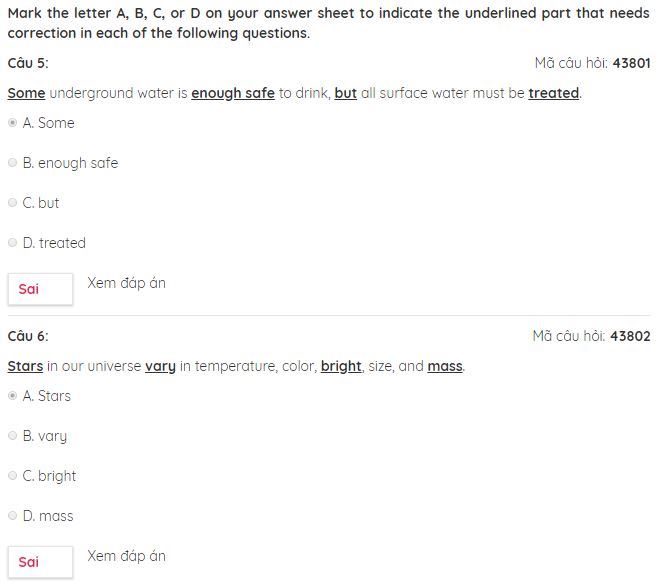 Mark the letter A, B, C, or D on your answer sheet to indicate the underlined part that needs
correction in each of the following questions.
Câu 5: Mã câu hỏi: 43801
Some underground water is enough safe to drink, but all surface water must be treated.
A. Some
B. enough safe
C. but
D. treated
Sai Xem đáp án
Câu 6: Mã câu hỏi: 43802
Stars in our universe vary in temperature, color, bright, size, and mass.
A. Stars
B. vary
C. bright
D. mass
Sai Xem đáp án